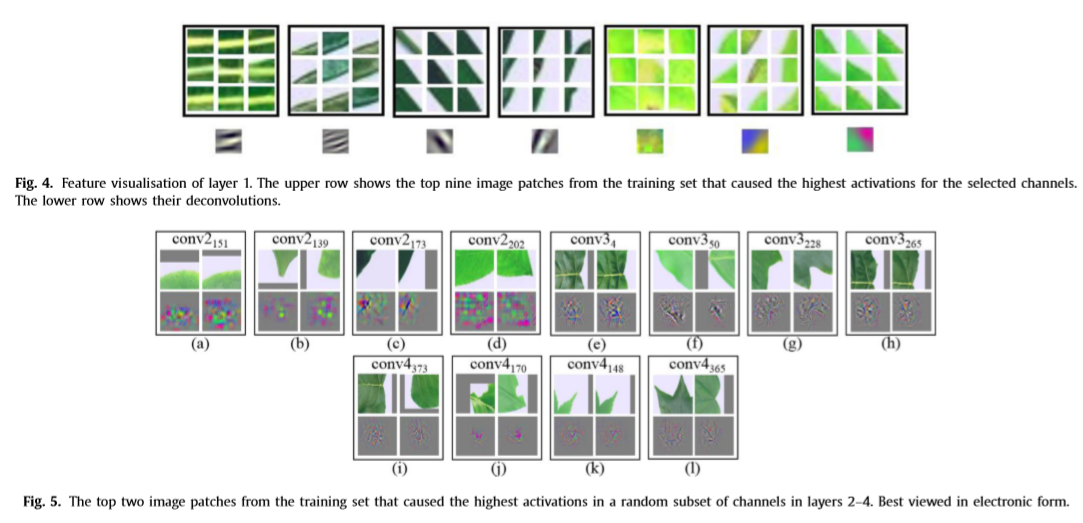 Fig. 4. Feature visualisation of layer 1. The upper row shows the top nine image patches from the training set that caused the highest activations for the selected channels.
The lower row shows their deconvolutions.
conv2151 conv2139 conv2173 conv2202 conv34 conv350 conv3228 conv3265
(a) (b) (c) (d) (e) (f) (g) (h)
conv4373 conv4170 conv4148 conv4365
(i) (j) (k) (l)
Fig. 5. The top two image patches from the training set that caused the highest activations in a random subset of channels in layers 2–4. Best viewed in electronic form.